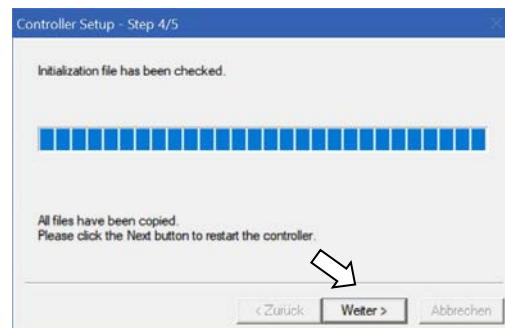 Controller Setup - Step 4/5
Initialization file has been checked.
All files have been copied.
Please click the Next button to restart the controller.
< Zurück
Weiter >
Abbrechen